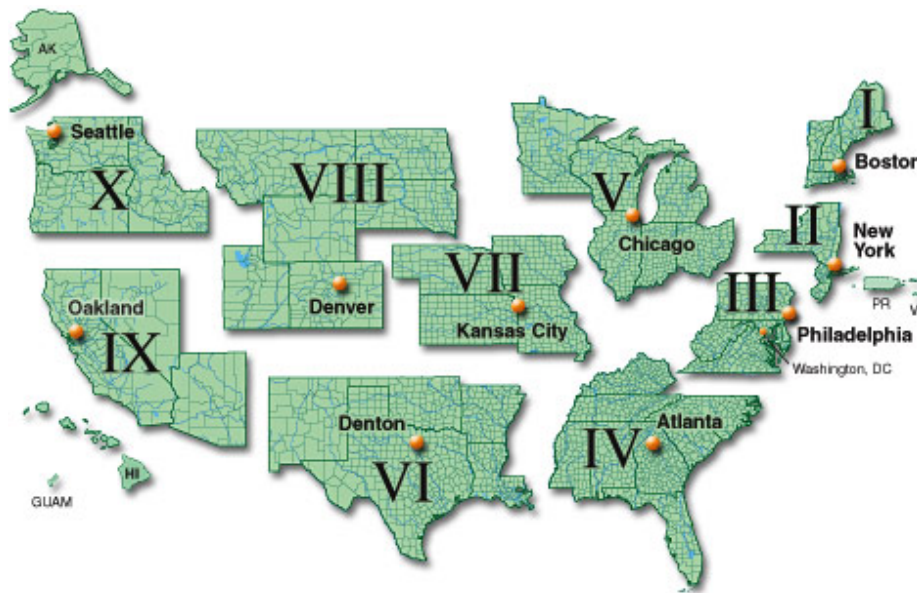 AK
Seattle
X
VIII
V
Chicago
I
Boston
II
New
York
PR
VII
Kansas City
Denver
III
Philadelphia
Washington, DC
Oakland
IX
HI
GUAM
Denton
VI
IV
Atlanta